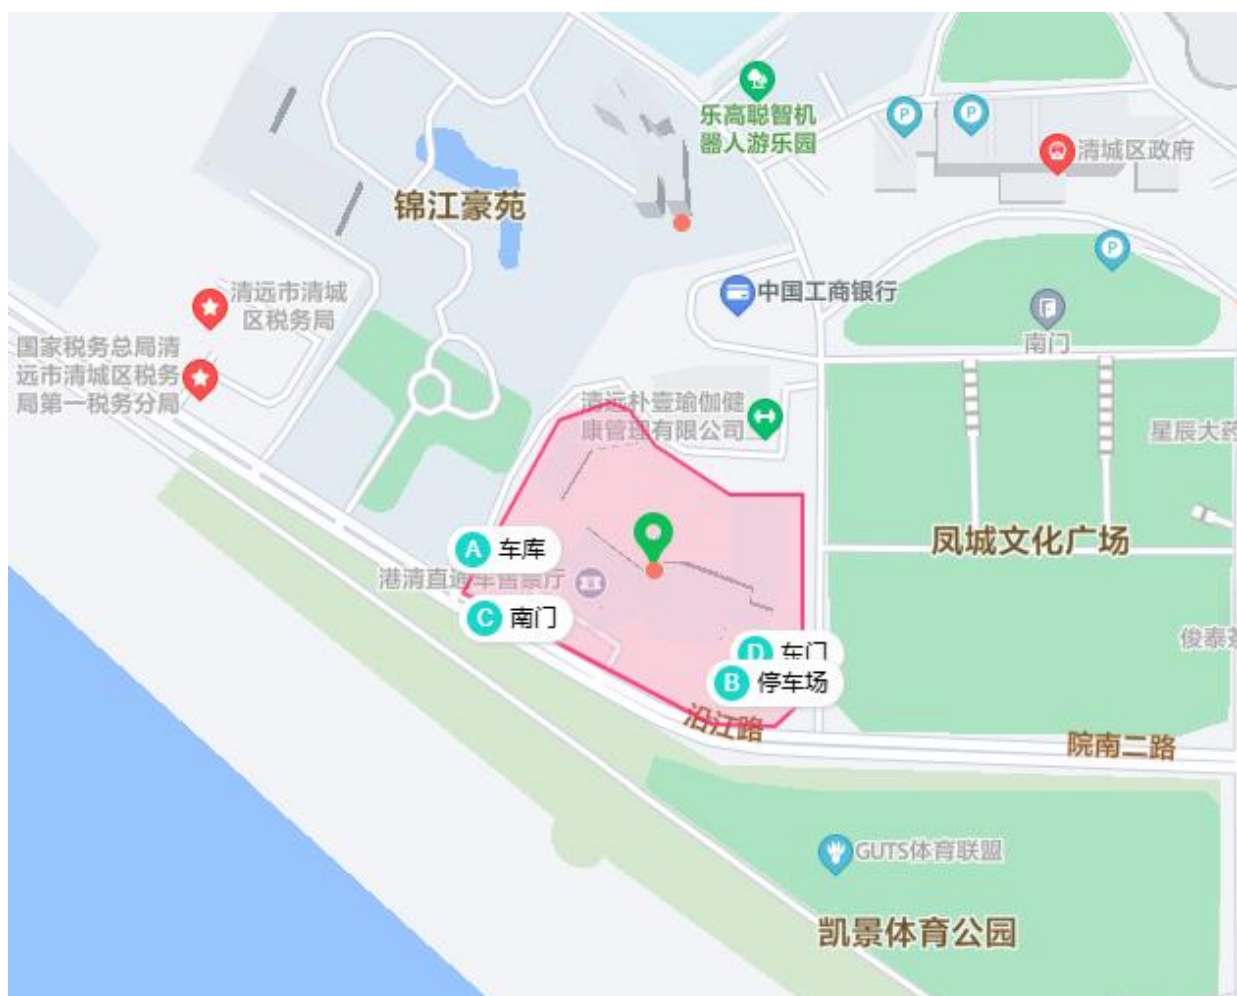 乐高聪智机
器人游乐园
P
P
清城区政府
锦江豪苑
P
清远市清城
区税务局
中国工商银行
南门
国家税务总局清
远市清城区税务
局第一税务分局
清远朴壹瑜伽健
康管理有限公司
星辰大药
凤城文化广场
A 车库
港清直通车售票厅
C 南门
D 车门
俊泰茶
B 停车场
沿江路
院南二路
GUTS体育联盟
凯景体育公园